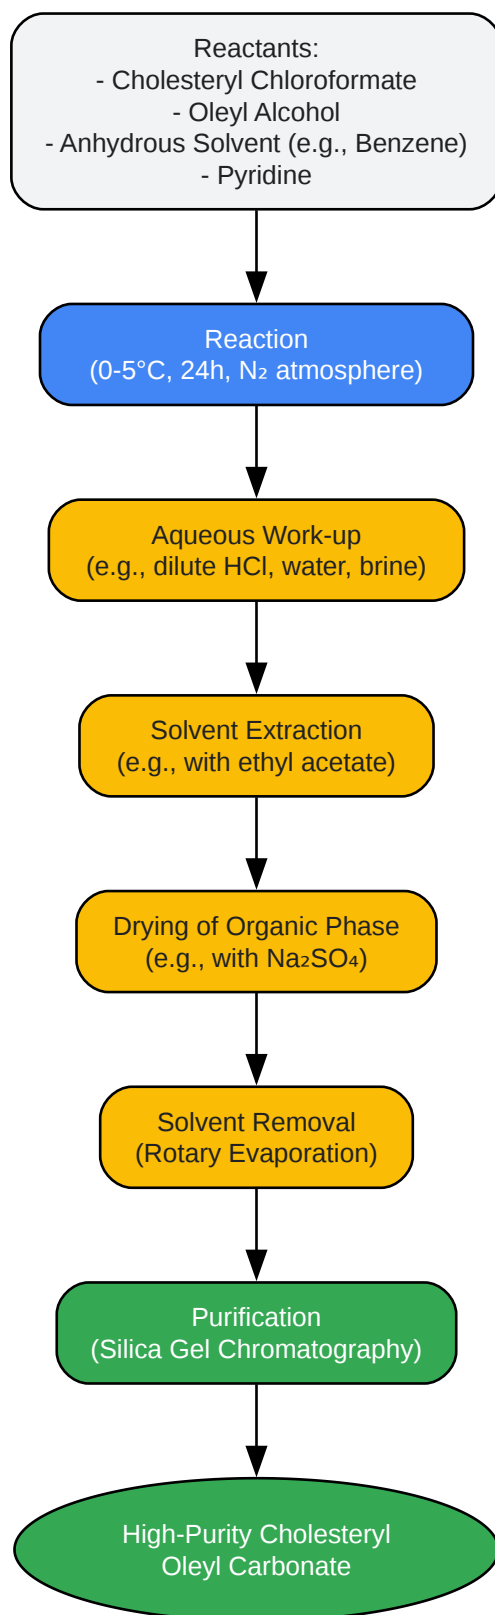 Reactants:
- Cholesteryl Chloroformate
- Oleyl Alcohol
- Anhydrous Solvent (e.g., Benzene)
- Pyridine
Reaction
(0-5°C, 24h, N₂ atmosphere)
Aqueous Work-up
(e.g., dilute HCl, water, brine)
Solvent Extraction
(e.g., with ethyl acetate)
Drying of Organic Phase
(e.g., with Na₂SO₄)
Solvent Removal
(Rotary Evaporation)
Purification
(Silica Gel Chromatography)
High-Purity Cholesteryl
Oleyl Carbonate